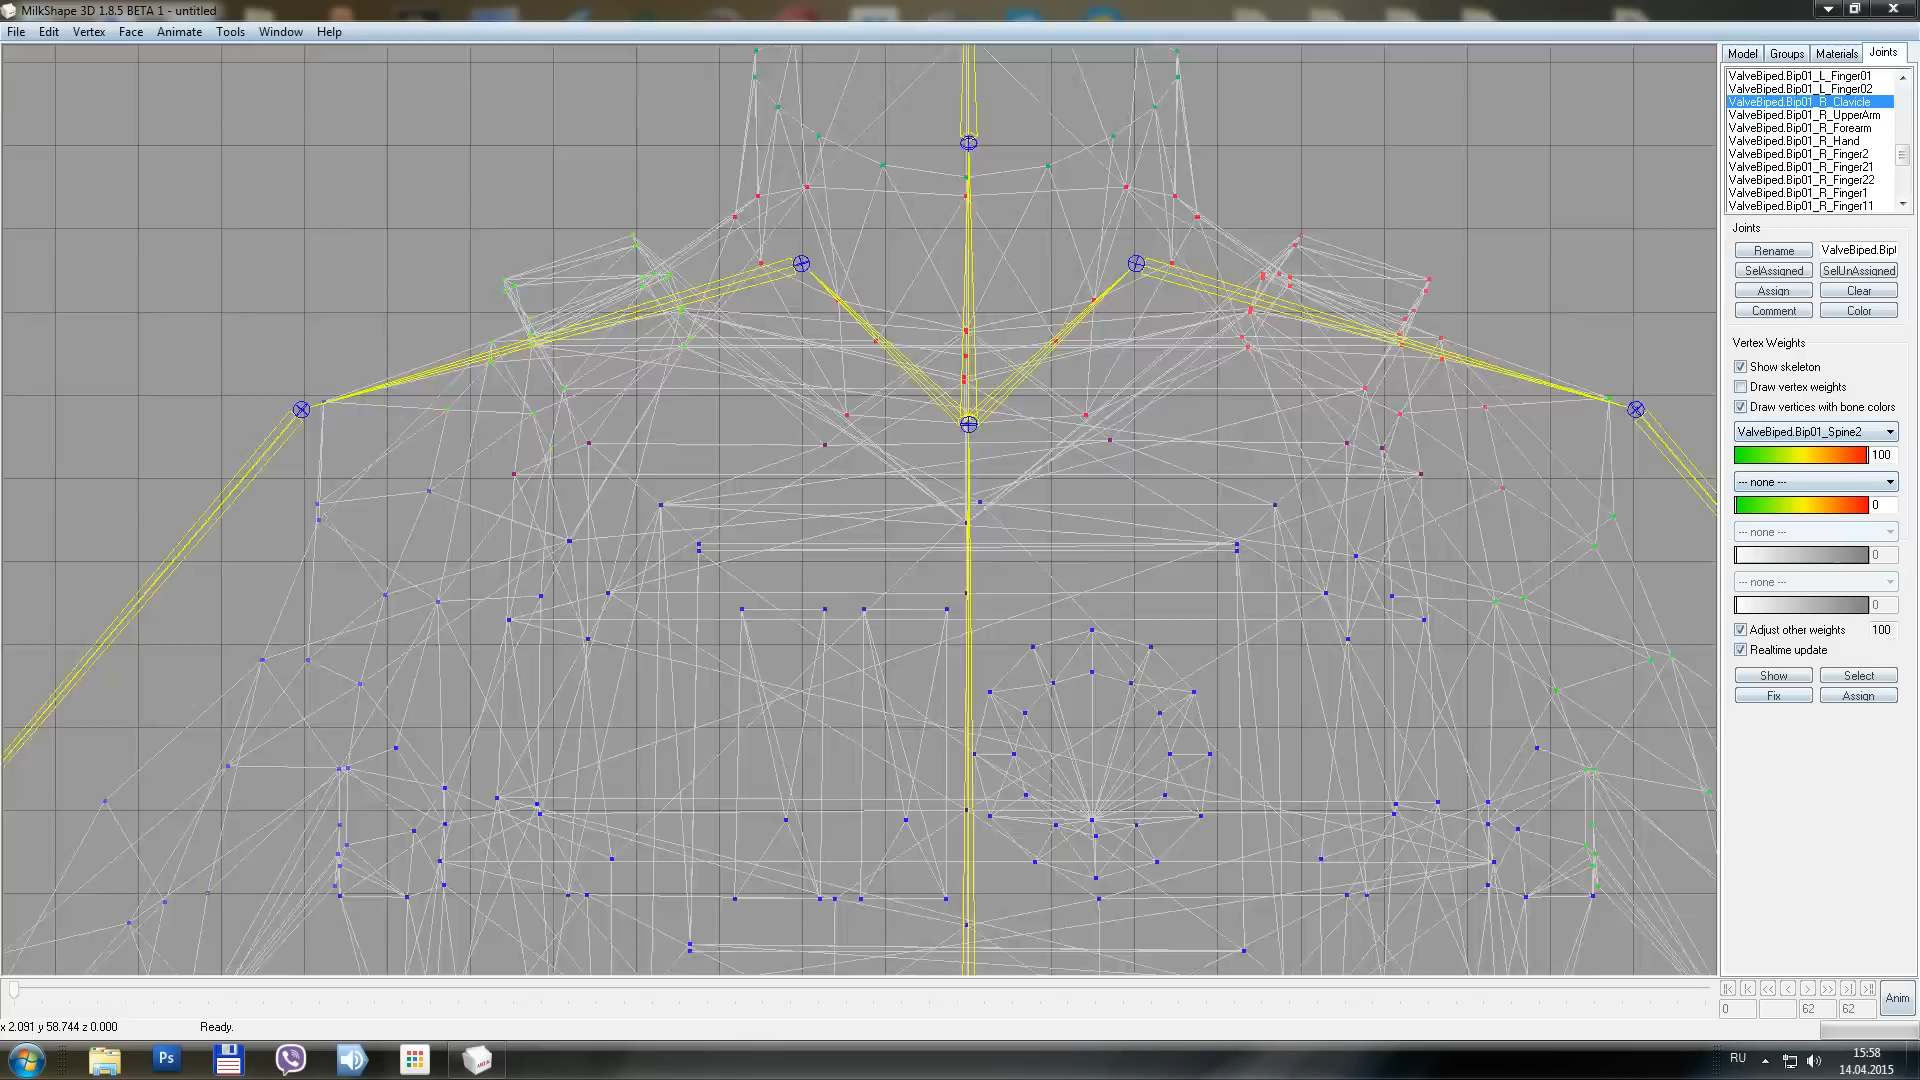 MilkShape 3D 1.8.5 BETA 1 - untitled
File Edit Vertex Face Animate Tools Window Help
Model Groups Materials Joints
ValveBiped.Bip01_L_Finger01
ValveBiped.Bip01_L_Finger02
ValveBiped.Bip01_R_Clavicle
ValveBiped.Bip01_R_UpperArm
ValveBiped.Bip01_R_Forearm
ValveBiped.Bip01_R_Hand
ValveBiped.Bip01_R_Finger2
ValveBiped.Bip01_R_Finger21
ValveBiped.Bip01_R_Finger22
ValveBiped.Bip01_R_Finger1
ValveBiped.Bip01_R_Finger11
Joints
Rename ValveBiped.Bip
SelAssigned SelUnAssigned
Assign Clear
Comment Color
Vertex Weights
Show skeleton
Draw vertex weights
Draw vertices with bone colors
ValveBiped.Bip01_Spine2
100
--- none ---
0
--- none ---
0
--- none ---
0
Adjust other weights 100
Realtime update
Show Select
Fix Assign
Anim
0 62 62
x 2.091 y 58.744 z 0.000 Ready.
Ps
RU
15:58
14.04.2015